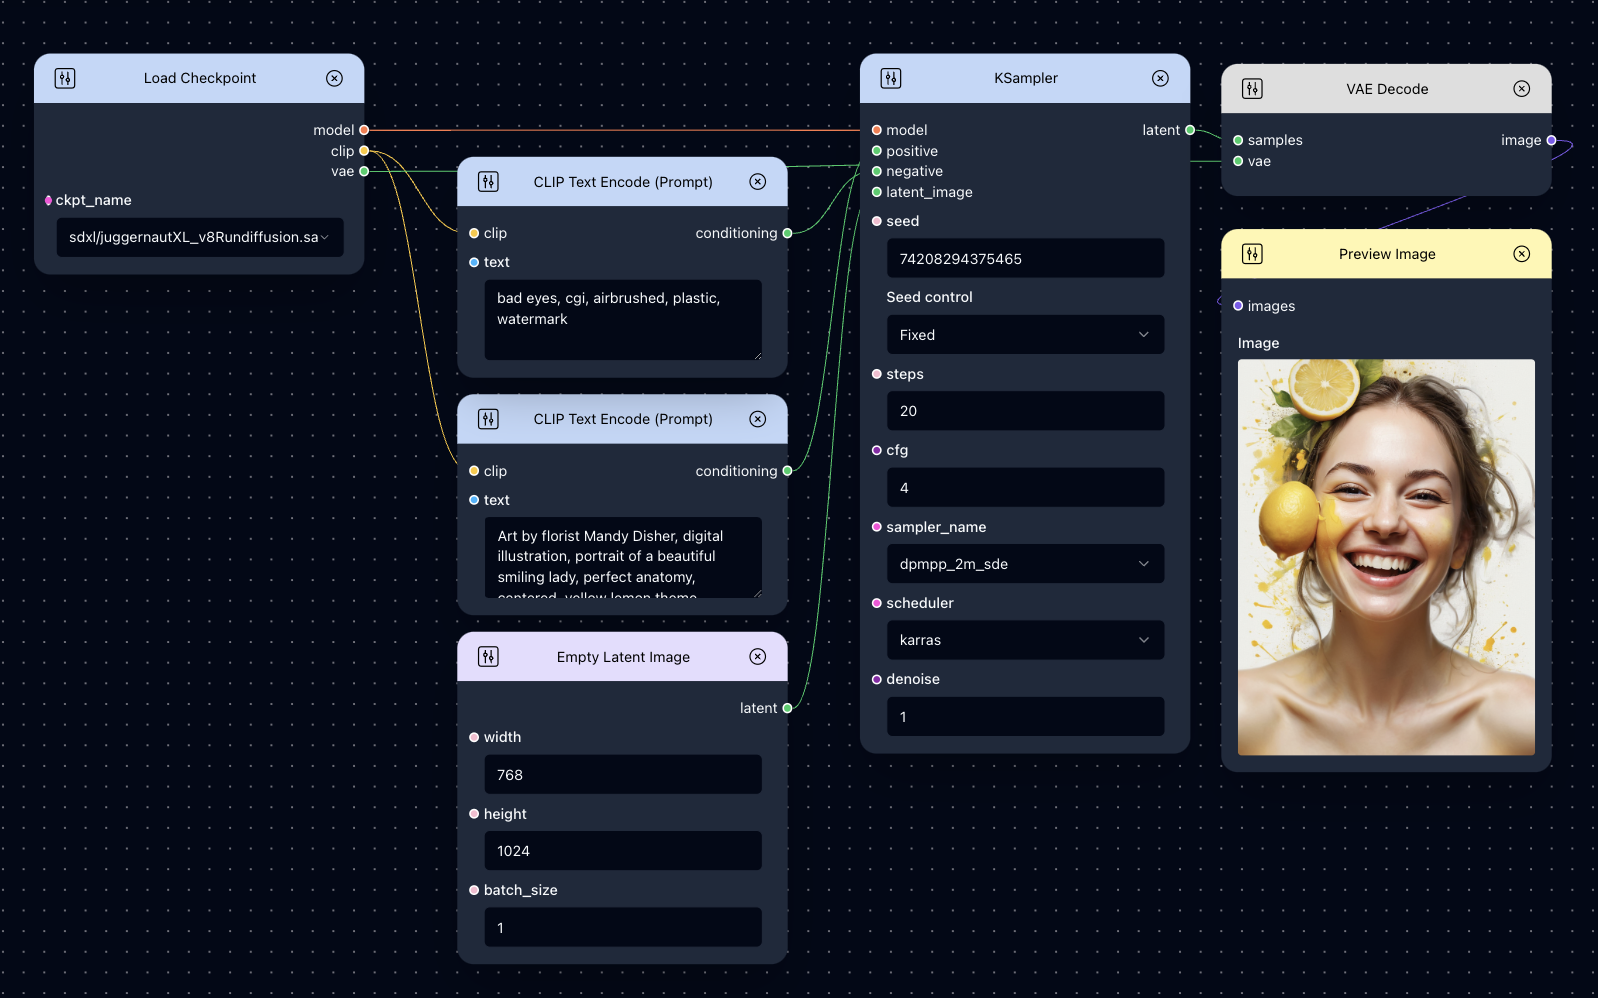 Load Checkpoint
model
clip
vae
ckpt_name
sdxl/juggernautXL_v8Rundiffusion.sa
CLIP Text Encode (Prompt)
clip
conditioning
text
bad eyes, cgi, airbrushed, plastic,
watermark
CLIP Text Encode (Prompt)
clip
conditioning
text
Art by florist Mandy Disher, digital
illustration, portrait of a beautiful
smiling lady, perfect anatomy,
centered, yellow lemon theme
Empty Latent Image
latent
width
768
height
1024
batch_size
1
KSampler
model
latent
positive
negative
latent_image
seed
74208294375465
Seed control
Fixed
steps
20
cfg
4
sampler_name
dpmpp_2m_sde
scheduler
karras
denoise
1
VAE Decode
samples
image
vae
Preview Image
images
Image